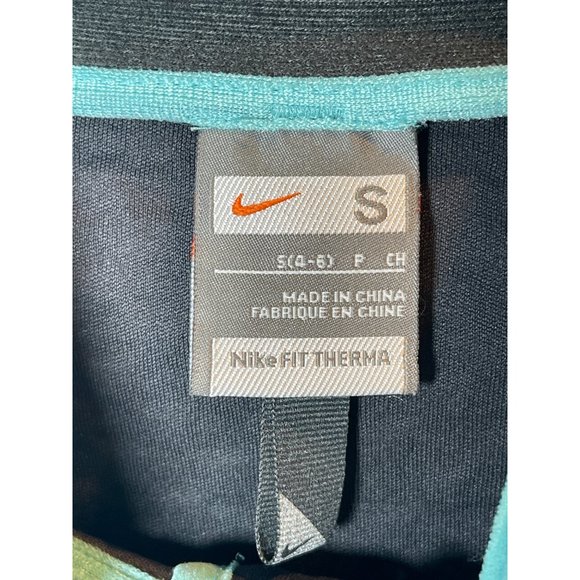 S
S(4-6) P CH
MADE IN CHINA
FABRIQUE EN CHINE
Nike FIT THERMA